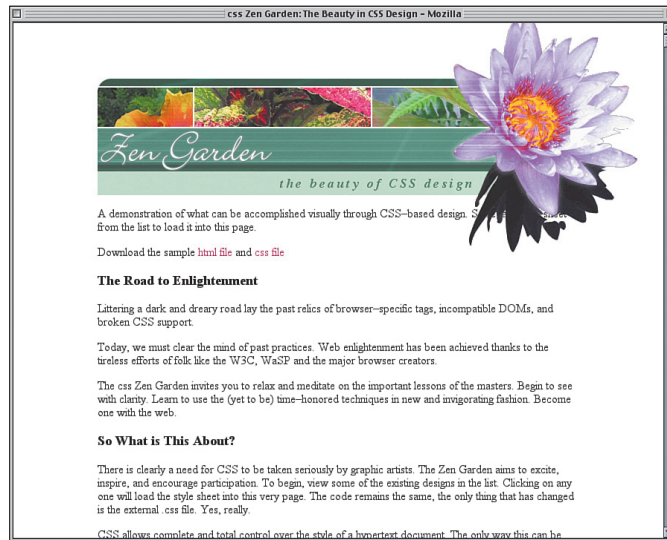 css Zen Garden: The Beauty in CSS Design – Mozilla
Zen Garden
the beauty of CSS design
A demonstration of what can be accomplished visually through CSS–based design.
from the list to load it into this page.
Download the sample html file and css file
The Road to Enlightenment
Littering a dark and dreary road lay the past relics of browser–specific tags, incompatible DOMs, and
broken CSS support.
Today, we must clear the mind of past practices. Web enlightenment has been achieved thanks to the
tireless efforts of folk like the W3C, WaSP and the major browser creators.
The css Zen Garden invites you to relax and meditate on the important lessons of the masters. Begin to see
with clarity. Learn to use the (yet to be) time–honored techniques in new and invigorating fashion. Become
one with the web.
So What is This About?
There is clearly a need for CSS to be taken seriously by graphic artists. The Zen Garden aims to excite,
inspire, and encourage participation. To begin, view some of the existing designs in the list. Clicking on any
one will load the style sheet into this very page. The code remains the same, the only thing that has changed
is the external .css file. Yes, really.
CSS allows complete and total control over the style of a hypertext document. The only way this can be